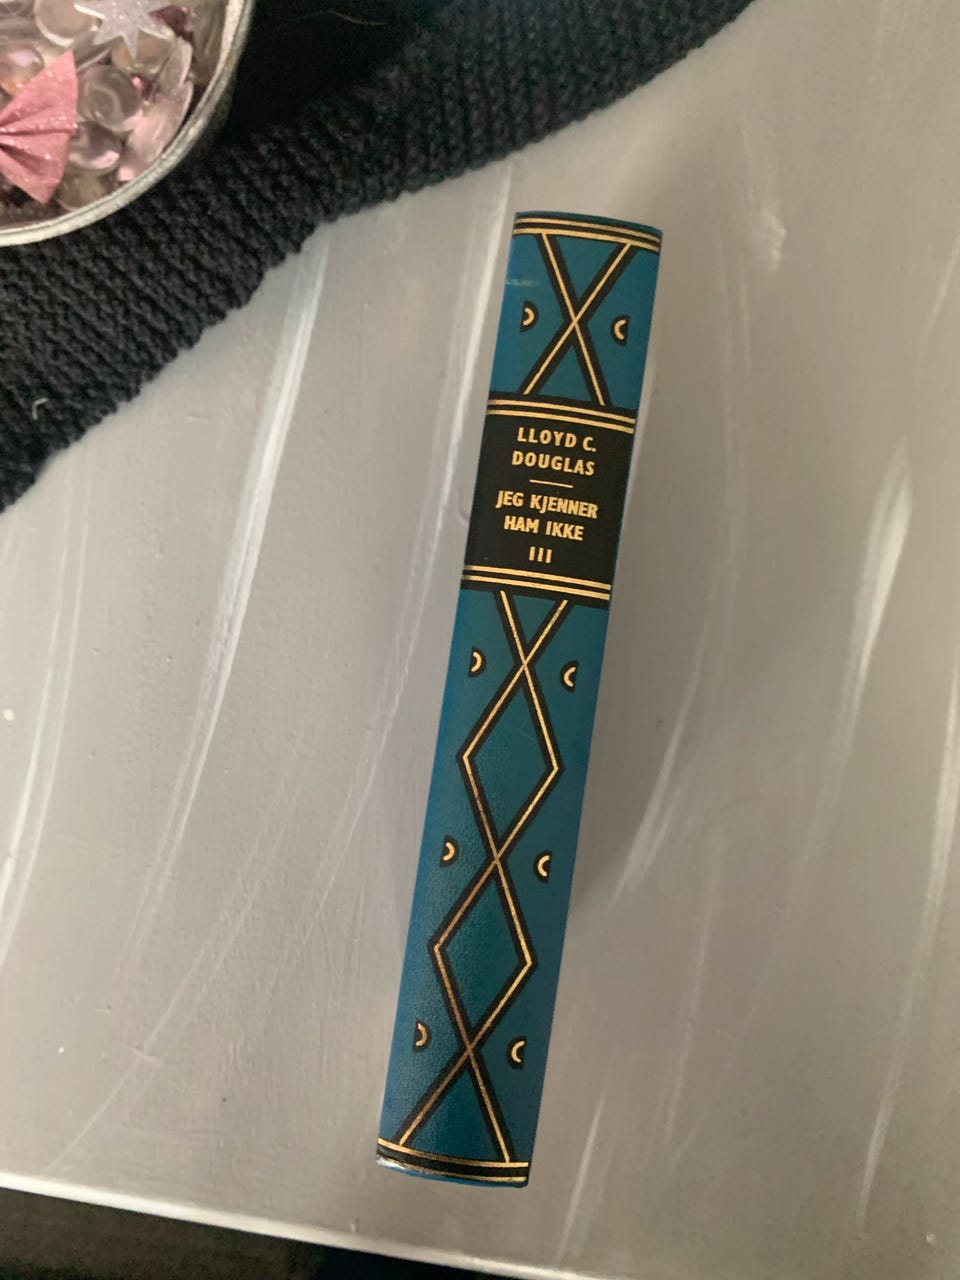 LLOYD C.
DOUGLAS
JEG KJENNER
HAM IKKE
III